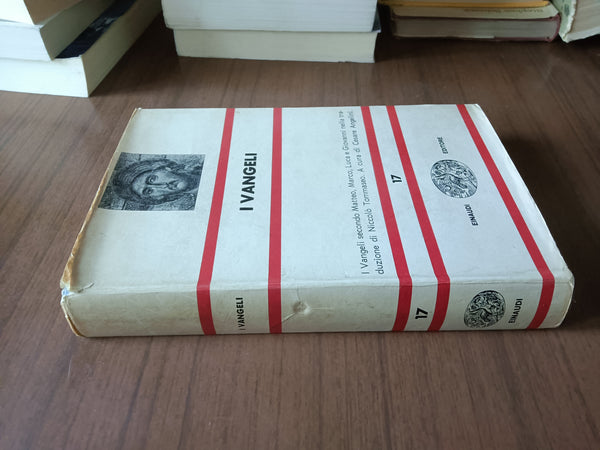 I VANGELI
I Vangeli secondo Matteo, Marco, Luca e Giovanni nella tra-
duzione di Niccolò Tommaseo. A cura di Cesare Angelini
17
EINAUDI EDITORE
I VANGELI
17
EINAUDI